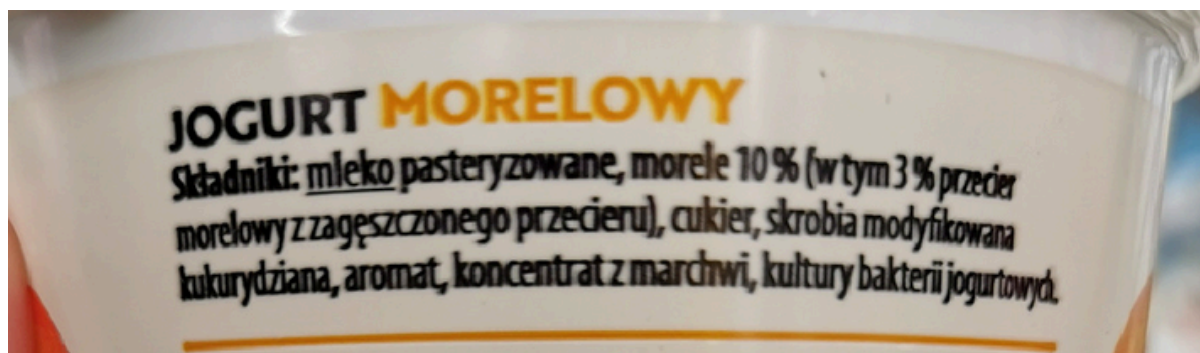 JOGURT MORELOWY
Składniki: mleko pasteryzowane, morele 10 % (w tym 3 % przecier
morelowy z zagęszczonego przecieru), cukier, skrobia modyfikowana
kukurydziana, aromat, koncentrat z marchwi, kultury bakterii jogurtowych.